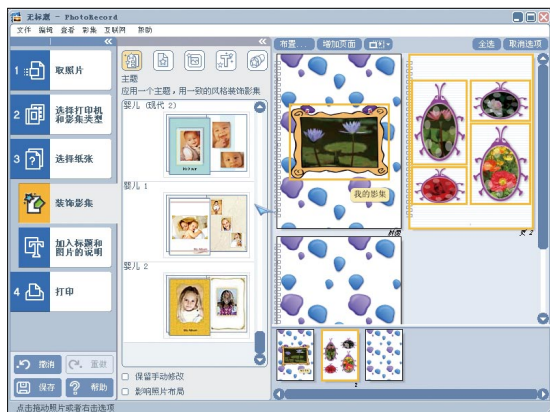 无标题 - PhotoRecord
文件 编辑 查看 影集 互联网 帮助
1 取照片
2 选择打印机
和影集类型
3 选择纸张
装饰影集
加入标题和
照片的说明
4 打印
撤消 重做
保存 帮助
主题
应用一个主题，用一致的风格装饰影集
婴儿 (现代 2)
婴儿 1
婴儿 2
保留手动修改
影响照片布局
布置... 增加页面
全选 取消选项
我的影集
封面
页 2
2
点击拖动照片或者右击选项